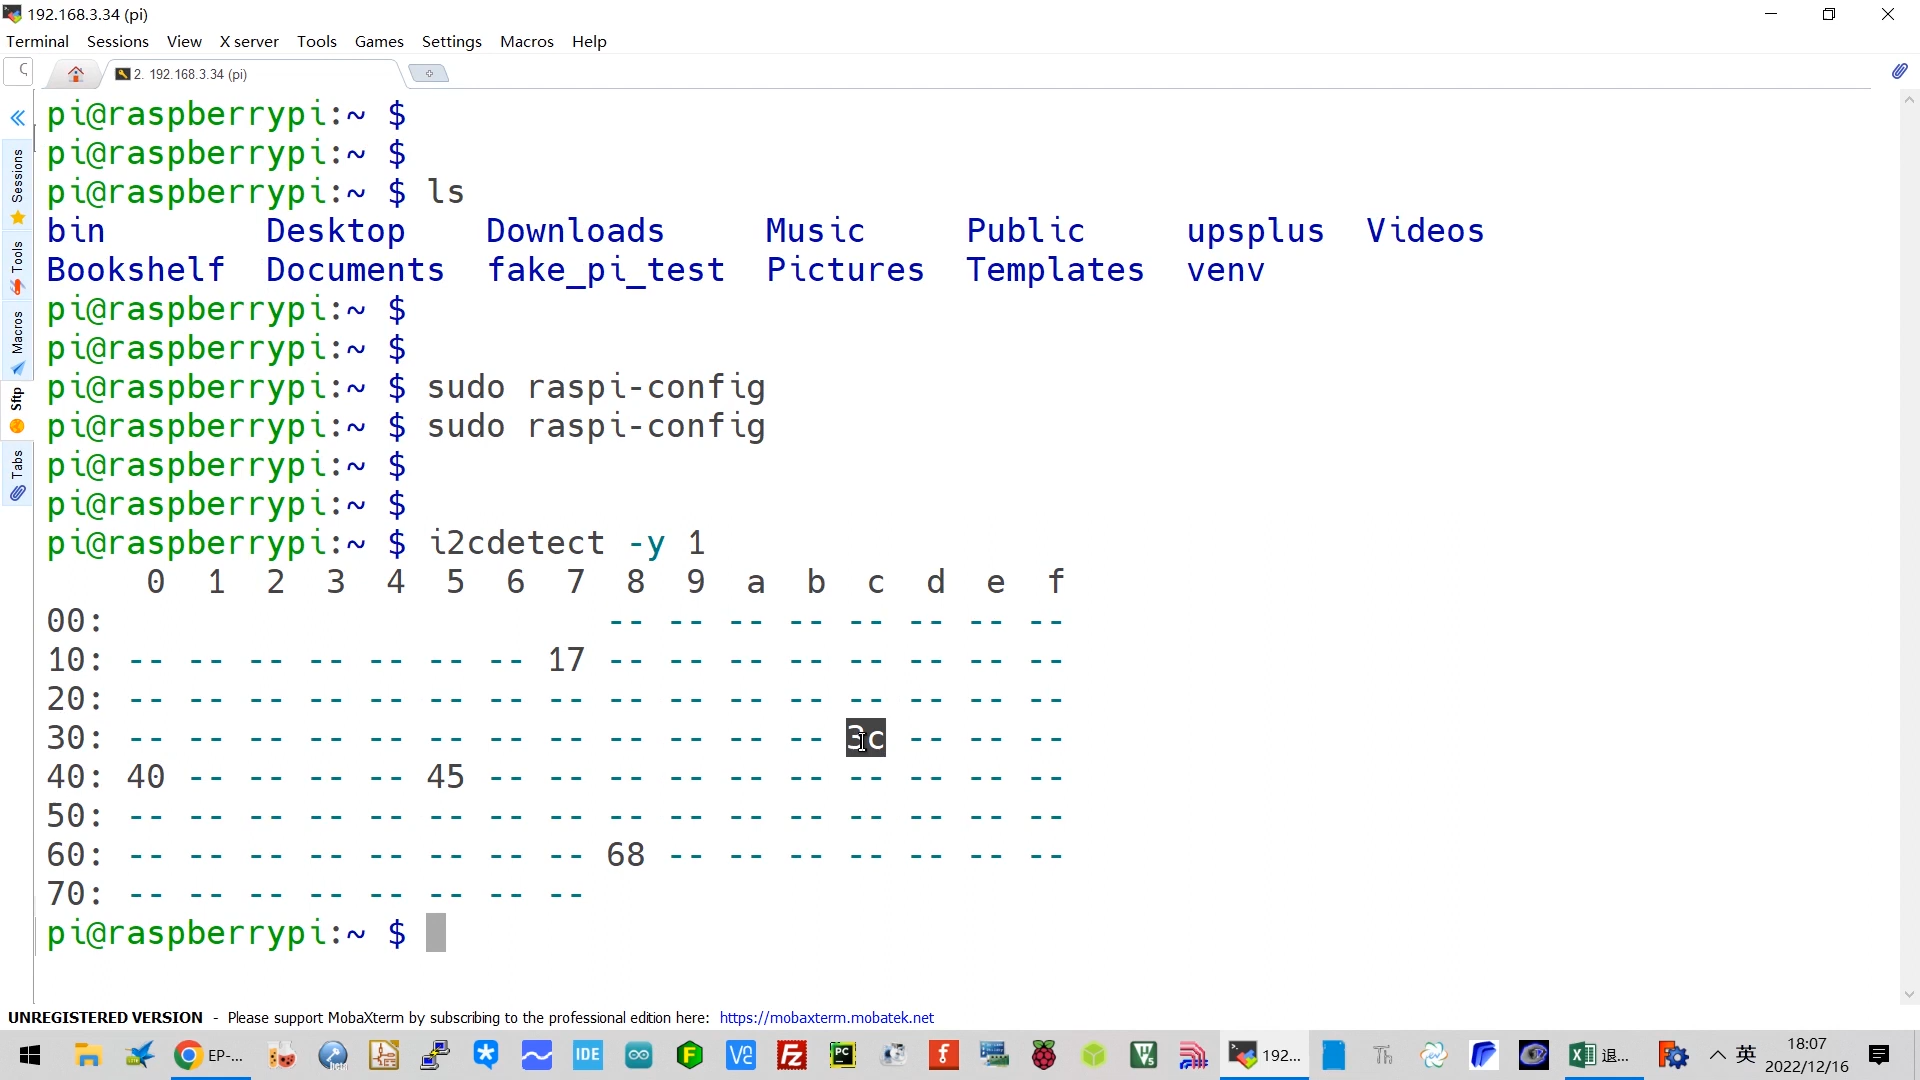 192.168.3.34 (pi)
Terminal Sessions View X server Tools Games Settings Macros Help
2. 192.168.3.34 (pi)
Sessions
Tools
Macros
Sftp
Tabs
pi@raspberrypi:~ $
pi@raspberrypi:~ $
pi@raspberrypi:~ $ ls
bin Desktop Downloads Music Public upsplus Videos
Bookshelf Documents fake_pi_test Pictures Templates venv
pi@raspberrypi:~ $
pi@raspberrypi:~ $
pi@raspberrypi:~ $ sudo raspi-config
pi@raspberrypi:~ $ sudo raspi-config
pi@raspberrypi:~ $
pi@raspberrypi:~ $
pi@raspberrypi:~ $ i2cdetect -y 1
0 1 2 3 4 5 6 7 8 9 a b c d e f
00: -- -- -- -- -- -- -- --
10: -- -- -- -- -- -- -- 17 -- -- -- -- -- -- -- --
20: -- -- -- -- -- -- -- -- -- -- -- -- -- -- -- --
30: -- -- -- -- -- -- -- -- -- -- -- -- 3c -- -- --
40: 40 -- -- -- -- 45 -- -- -- -- -- -- -- -- -- --
50: -- -- -- -- -- -- -- -- -- -- -- -- -- -- -- --
60: -- -- -- -- -- -- -- -- 68 -- -- -- -- -- -- --
70: -- -- -- -- -- -- -- --
pi@raspberrypi:~ $
UNREGISTERED VERSION - Please support MobaXterm by subscribing to the professional edition here: https://mobaxterm.mobatek.net
EP-... IDE PC 192... Th 退... 英 18:07
2022/12/16